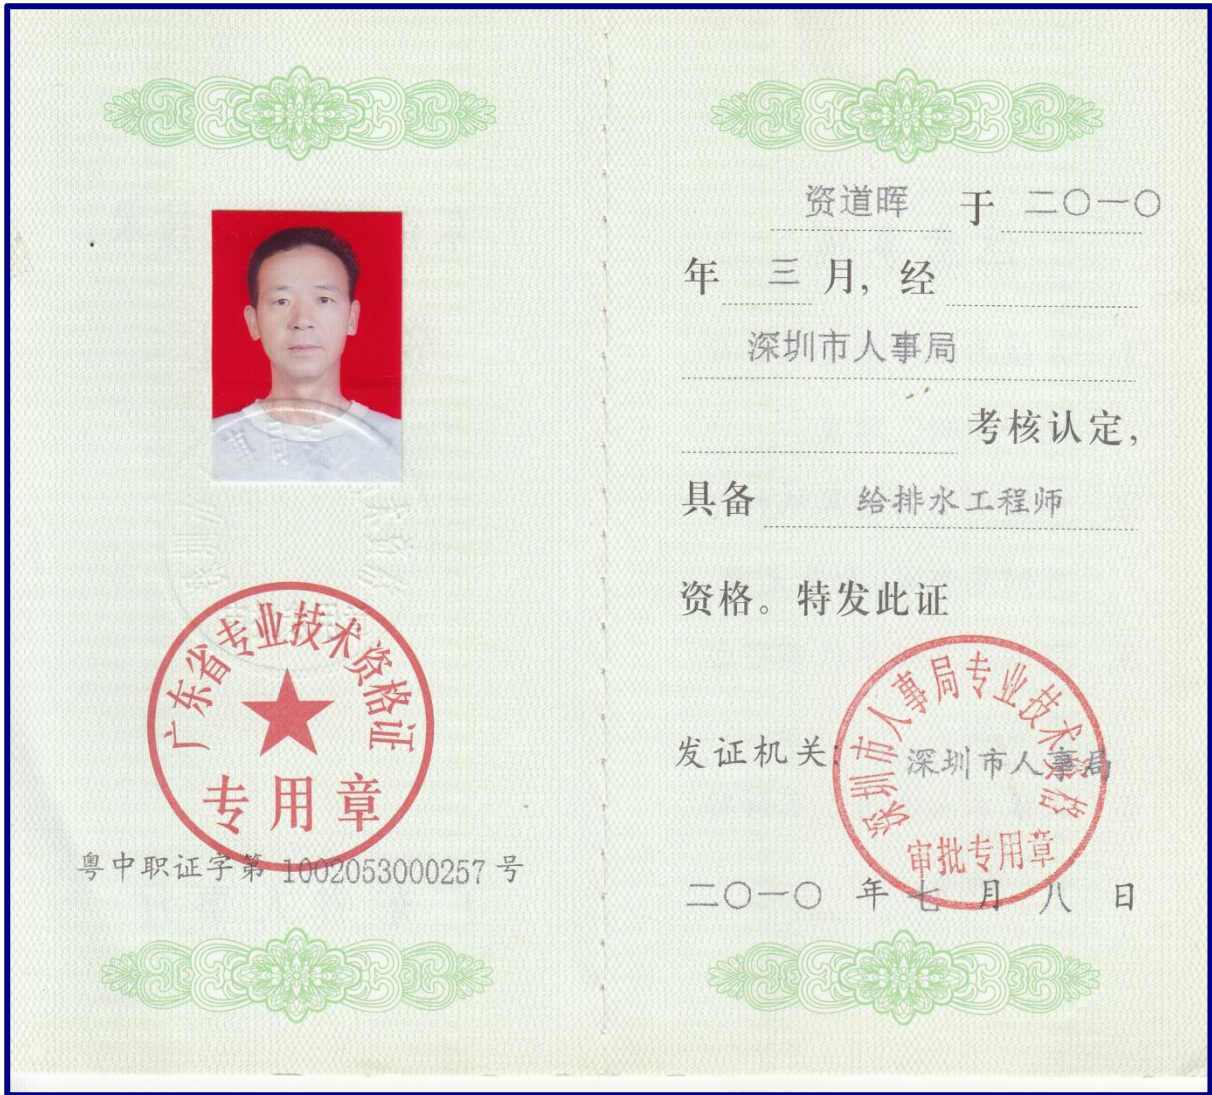 广东省专业技术资格证
专用章
粤中职证字第 1002053000257 号
资道晖 于 二〇一〇
年 三 月，经
深圳市人事局
考核认定，
具备 给排水工程师
资格。特发此证
发证机关： 深圳市人事局
深圳市人事局专业技术资格
审批专用章
二〇一〇 年 七 月 八 日